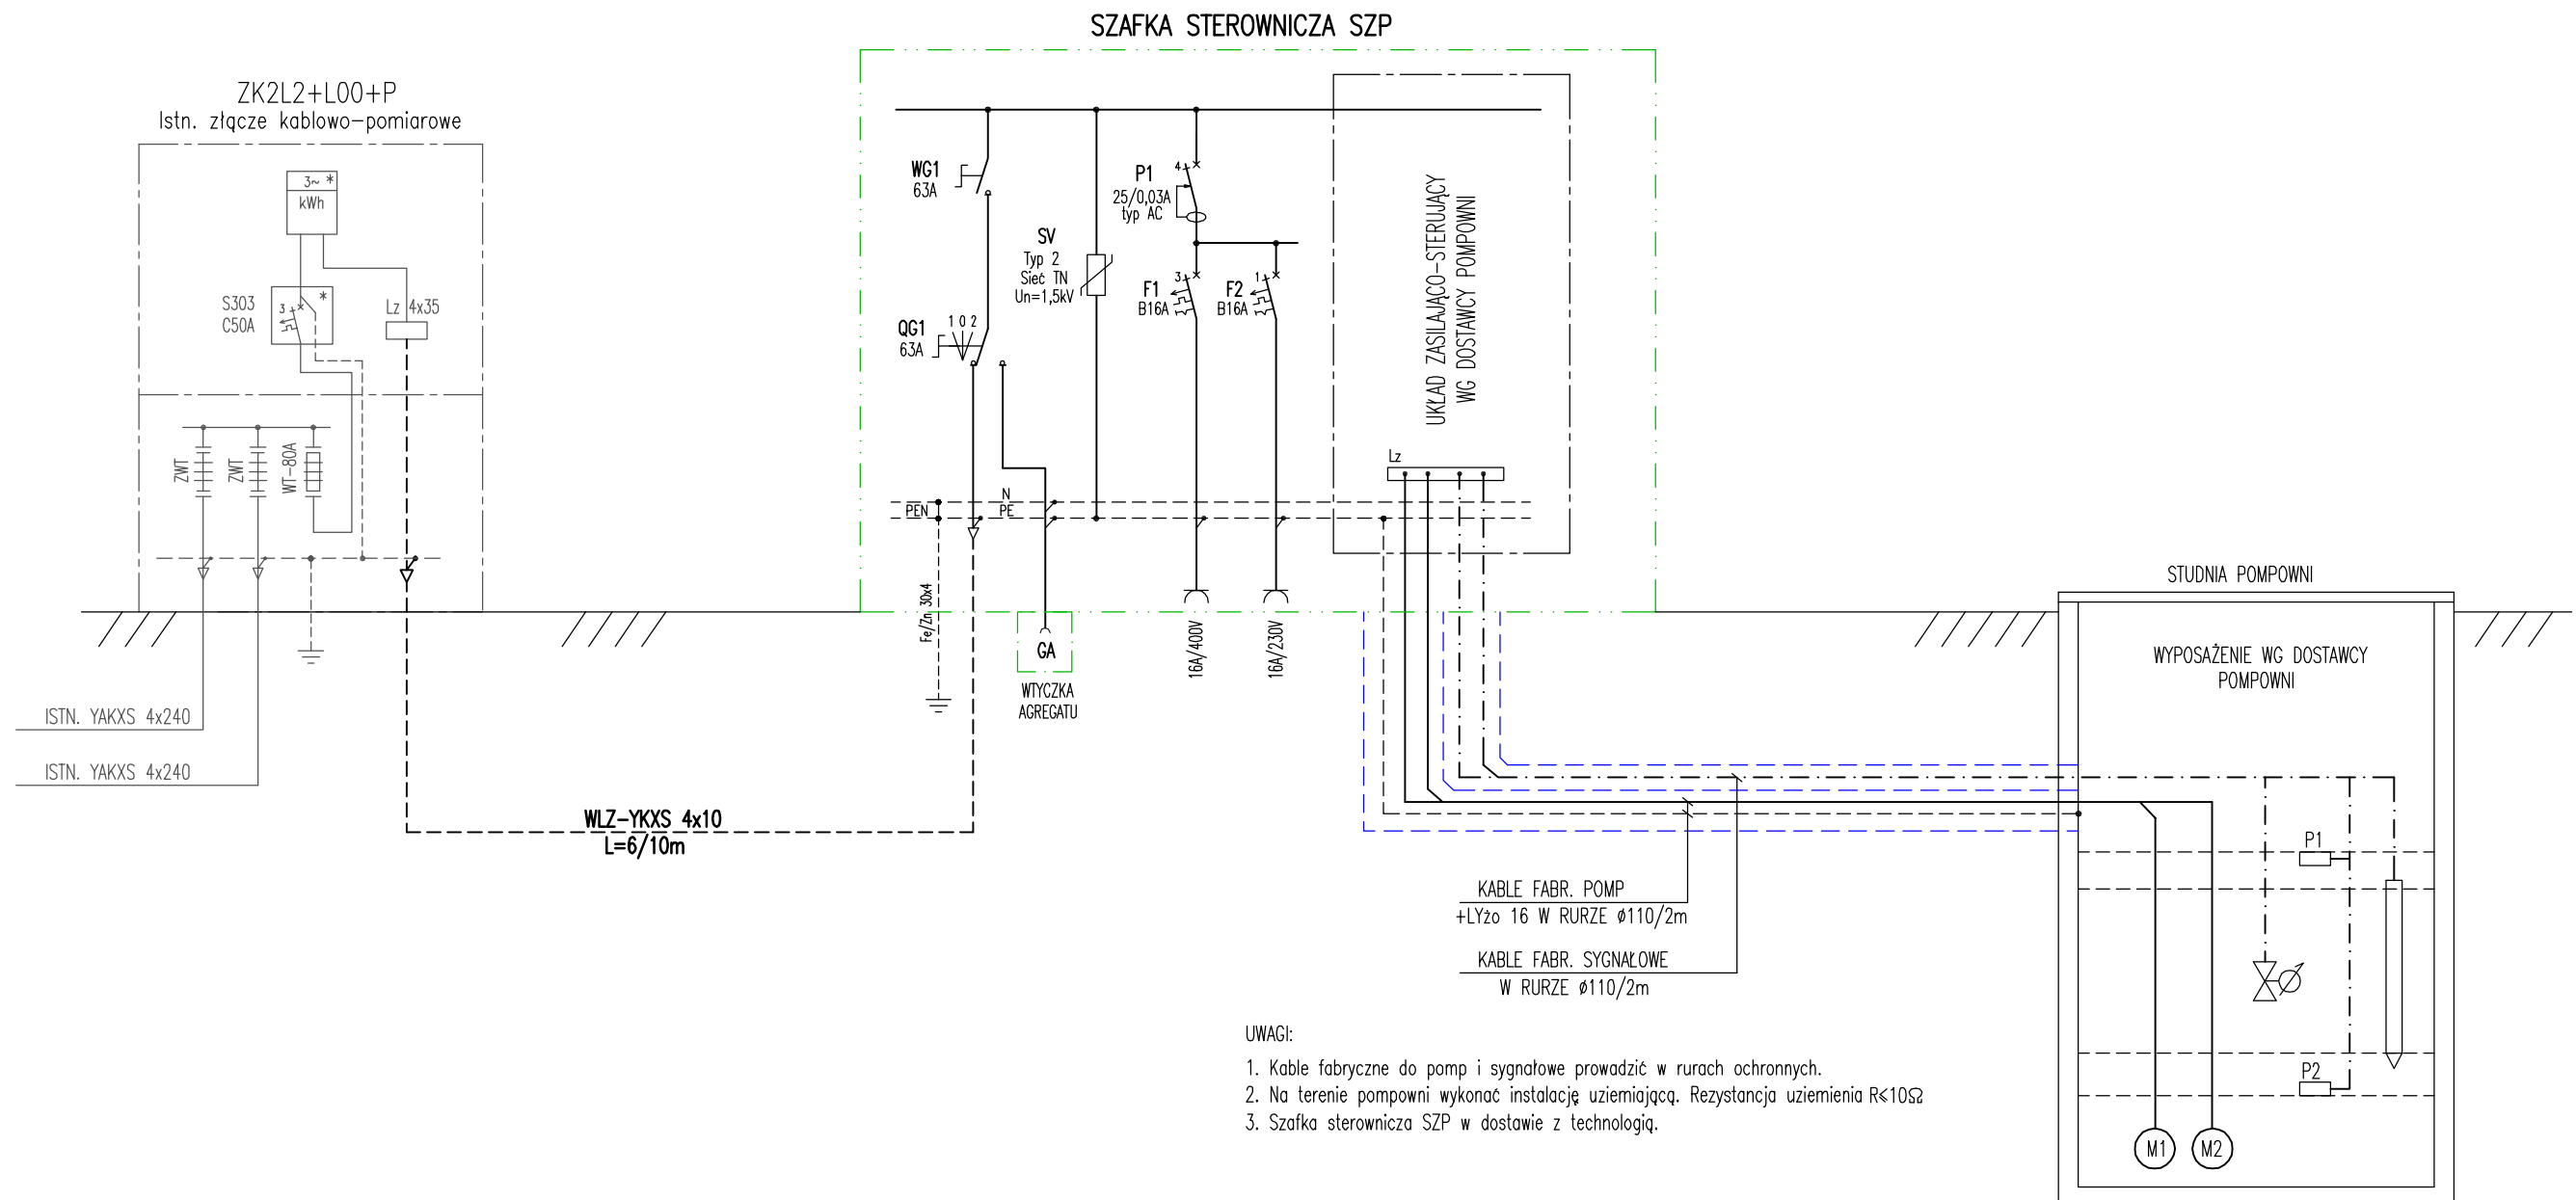 SZAFKA STEROWNICZA SZP
ZK2L2+L00+P
Istn. złącze kablowo-pomiarowe
3~ *
kWh
S303
C50A
3
*
Lz 4x35
ZWT
ZWT
WT-80A
ISTN. YAKXS 4x240
ISTN. YAKXS 4x240
WLZ-YKXS 4x10
L=6/10m
WG1
63A
QG1
63A
1 0 2
SV
Typ 2
Sieć TN
Un=1,5kV
P1
25/0,03A
typ AC
4
F1
B16A
3
F2
B16A
1
UKŁAD ZASILAJĄCO-STERUJĄCY
WG DOSTAWCY POMPOWNI
Lz
N
PEN
PE
Fe/Zn 30x4
GA
WTYCZKA
AGREGATU
16A/400V
16A/230V
STUDNIA POMPOWNI
WYPOSAŻENIE WG DOSTAWCY
POMPOWNI
P1
P2
M1
M2
KABLE FABR. POMP
+LYżo 16 W RURZE ø110/2m
KABLE FABR. SYGNAŁOWE
W RURZE ø110/2m
UWAGI:
1. Kable fabryczne do pomp i sygnałowe prowadzić w rurach ochronnych.
2. Na terenie pompowni wykonać instalację uziemiającą. Rezystancja uziemienia R≤10Ω
3. Szafka sterownicza SZP w dostawie z technologią.